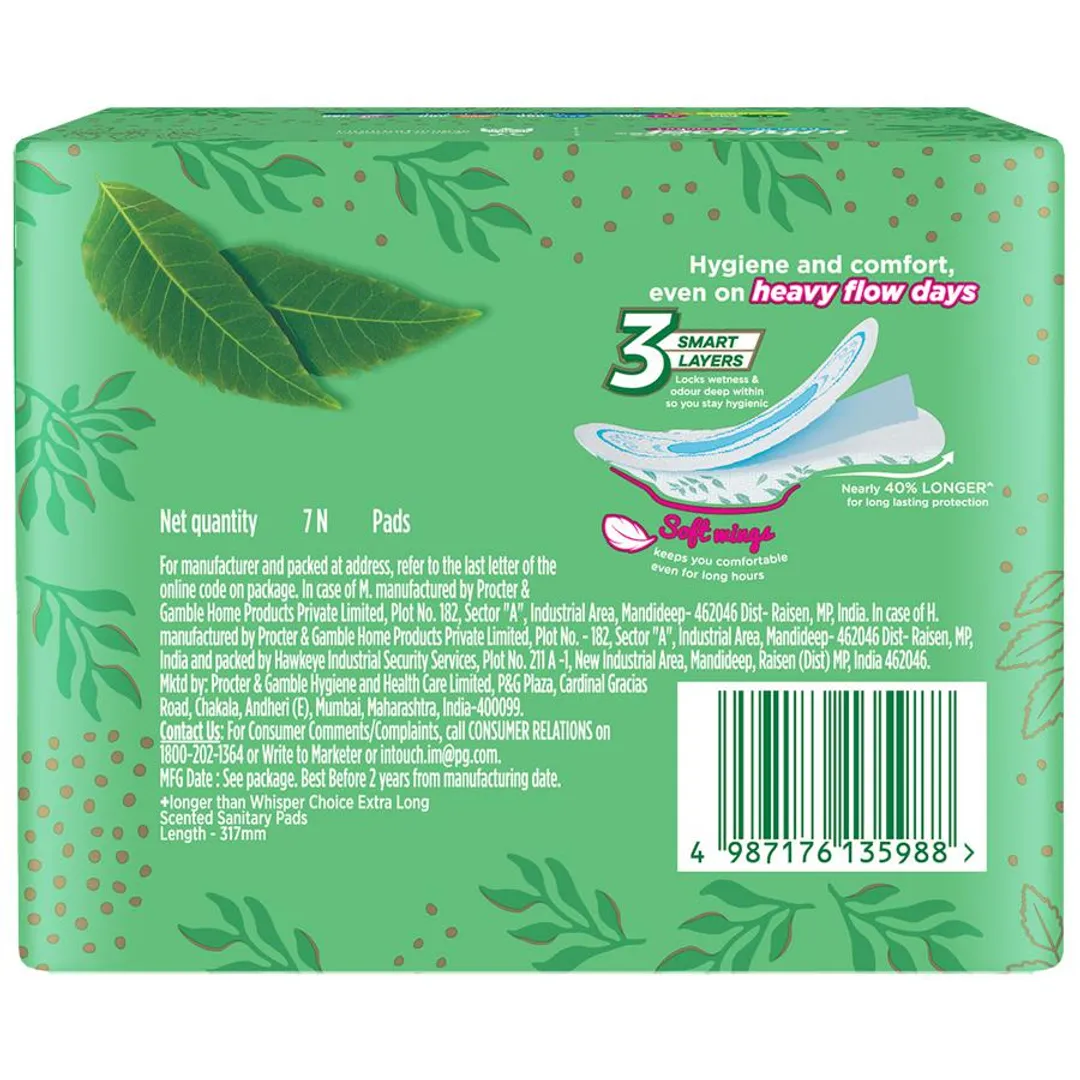 Hygiene and comfort,
even on heavy flow days
3 SMART
LAYERS
Locks wetness &
odour deep within
so you stay hygienic
Nearly 40% LONGER^
for long lasting protection
Soft wings
keeps you comfortable
even for long hours
Net quantity 7 N Pads
For manufacturer and packed at address, refer to the last letter of the
online code on package. In case of M. manufactured by Procter &
Gamble Home Products Private Limited, Plot No. 182, Sector "A", Industrial Area, Mandideep- 462046 Dist- Raisen, MP, India. In case of H.
manufactured by Procter & Gamble Home Products Private Limited, Plot No. - 182, Sector "A", Industrial Area, Mandideep- 462046 Dist- Raisen, MP,
India and packed by Hawkeye Industrial Security Services, Plot No. 211 A -1, New Industrial Area, Mandideep, Raisen (Dist) MP, India 462046.
Mktd by: Procter & Gamble Hygiene and Health Care Limited, P&G Plaza, Cardinal Gracias
Road, Chakala, Andheri (E), Mumbai, Maharashtra, India-400099.
Contact Us: For Consumer Comments/Complaints, call CONSUMER RELATIONS on
1800-202-1364 or Write to Marketer or intouch.im@pg.com.
MFG Date : See package. Best Before 2 years from manufacturing date.
+longer than Whisper Choice Extra Long
Scented Sanitary Pads
Length - 317mm
4 987176 135988 >